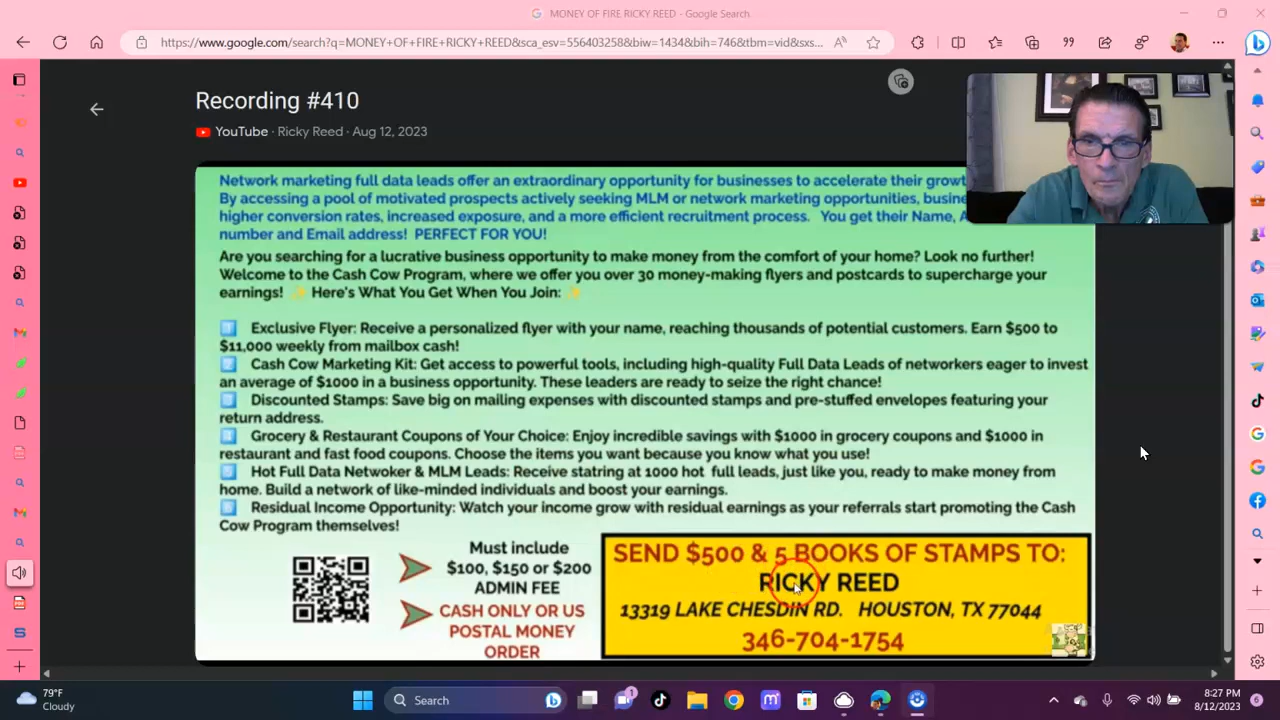 MONEY OF FIRE RICKY REED - Google Search
https://www.google.com/search?q=MONEY+OF+FIRE+RICKY+REED&sca_esv=556403258&biw=1434&bih=746&tbm=vid&sxs...
Recording #410
YouTube · Ricky Reed · Aug 12, 2023
Network marketing full data leads offer an extraordinary opportunity for businesses to accelerate their growt
By accessing a pool of motivated prospects actively seeking MLM or network marketing opportunities, busine
higher conversion rates, increased exposure, and a more efficient recruitment process. You get their Name, A
number and Email address! PERFECT FOR YOU!
Are you searching for a lucrative business opportunity to make money from the comfort of your home? Look no further!
Welcome to the Cash Cow Program, where we offer you over 30 money-making flyers and postcards to supercharge your
earnings! ✨ Here's What You Get When You Join: ✨
1 Exclusive Flyer: Receive a personalized flyer with your name, reaching thousands of potential customers. Earn $500 to
$11,000 weekly from mailbox cash!
2 Cash Cow Marketing Kit: Get access to powerful tools, including high-quality Full Data Leads of networkers eager to invest
an average of $1000 in a business opportunity. These leaders are ready to seize the right chance!
3 Discounted Stamps: Save big on mailing expenses with discounted stamps and pre-stuffed envelopes featuring your
return address.
4 Grocery & Restaurant Coupons of Your Choice: Enjoy incredible savings with $1000 in grocery coupons and $1000 in
restaurant and fast food coupons. Choose the items you want because you know what you use!
5 Hot Full Data Netwoker & MLM Leads: Receive statring at 1000 hot full leads, just like you, ready to make money from
home. Build a network of like-minded individuals and boost your earnings.
6 Residual Income Opportunity: Watch your income grow with residual earnings as your referrals start promoting the Cash
Cow Program themselves!
Must include
$100, $150 or $200
ADMIN FEE
CASH ONLY OR US
POSTAL MONEY
ORDER
SEND $500 & 5 BOOKS OF STAMPS TO:
RICKY REED
13319 LAKE CHESDIN RD. HOUSTON, TX 77044
346-704-1754
79°F
Cloudy
Search
1
8:27 PM
8/12/2023